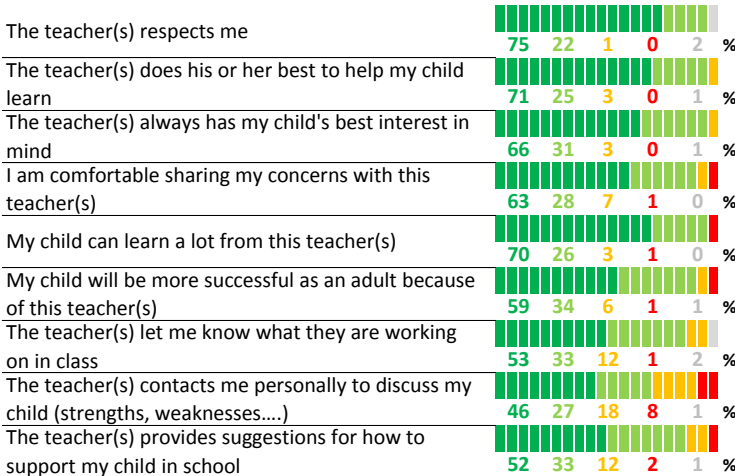 The teacher(s) respects me
75 22 1 0 2 %
The teacher(s) does his or her best to help my child
learn
71 25 3 0 1 %
The teacher(s) always has my child's best interest in
mind
66 31 3 0 1 %
I am comfortable sharing my concerns with this
teacher(s)
63 28 7 1 0 %
My child can learn a lot from this teacher(s)
70 26 3 1 0 %
My child will be more successful as an adult because
of this teacher(s)
59 34 6 1 1 %
The teacher(s) let me know what they are working
on in class
53 33 12 1 2 %
The teacher(s) contacts me personally to discuss my
child (strengths, weaknesses....)
46 27 18 8 1 %
The teacher(s) provides suggestions for how to
support my child in school
52 33 12 2 1 %